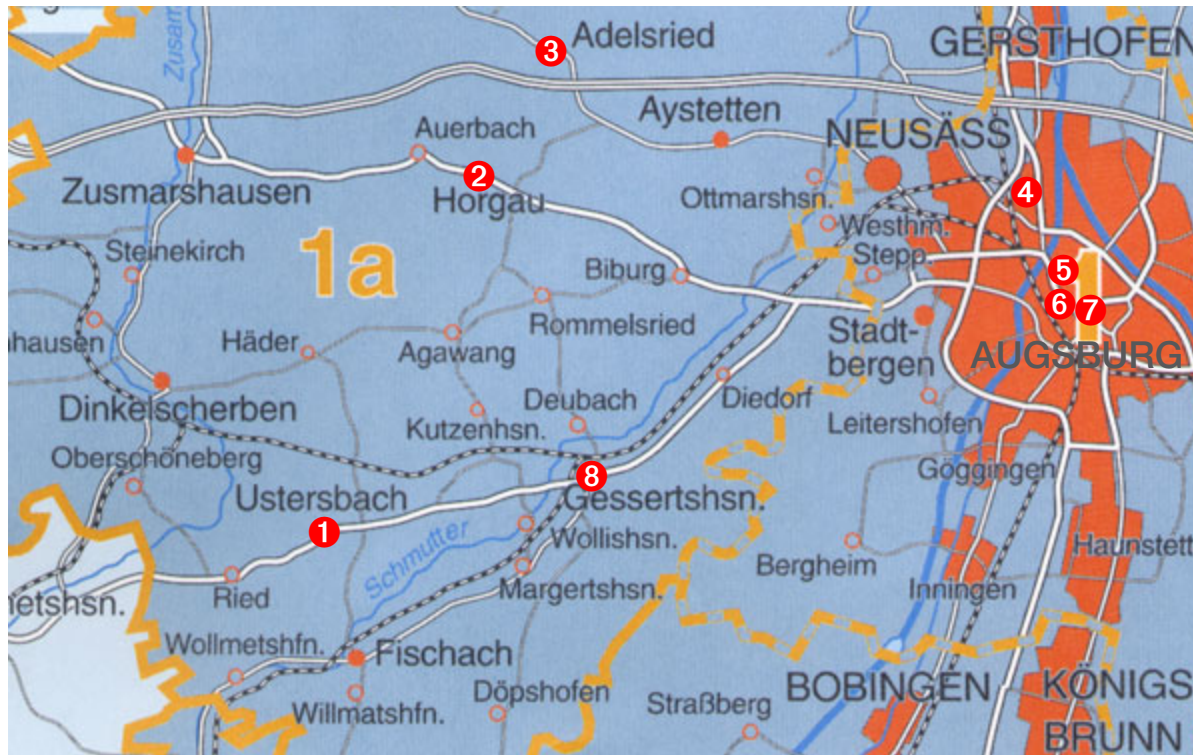 Zusam
3
Adelsried
GERSTHOFEN
Auerbach
Aystetten
NEUSÄSS
2
Horgau
Zusmarshausen
4
Ottmarshsn.
Westhm.
Steinekirch
1a
Biburg
Stepp.
5
1
6
7
Rommelsried
Häder
Agawang
Stadt-
bergen
AUGSBURG
Dinkelscherben
Kutzenhsn.
Deubach
Diedorf
Leitershofen
Oberschöneberg
Göggingen
8
Ustersbach
Gessertshsn.
1
Schmutter
Wollishsn.
Bergheim
Haunstett
Ried
Margertshsn.
Inningen
Wollmetshfn.
Fischach
Willmatshfn.
Döpshofen
Straßberg
BOBINGEN
KÖNIGS
BRUNN